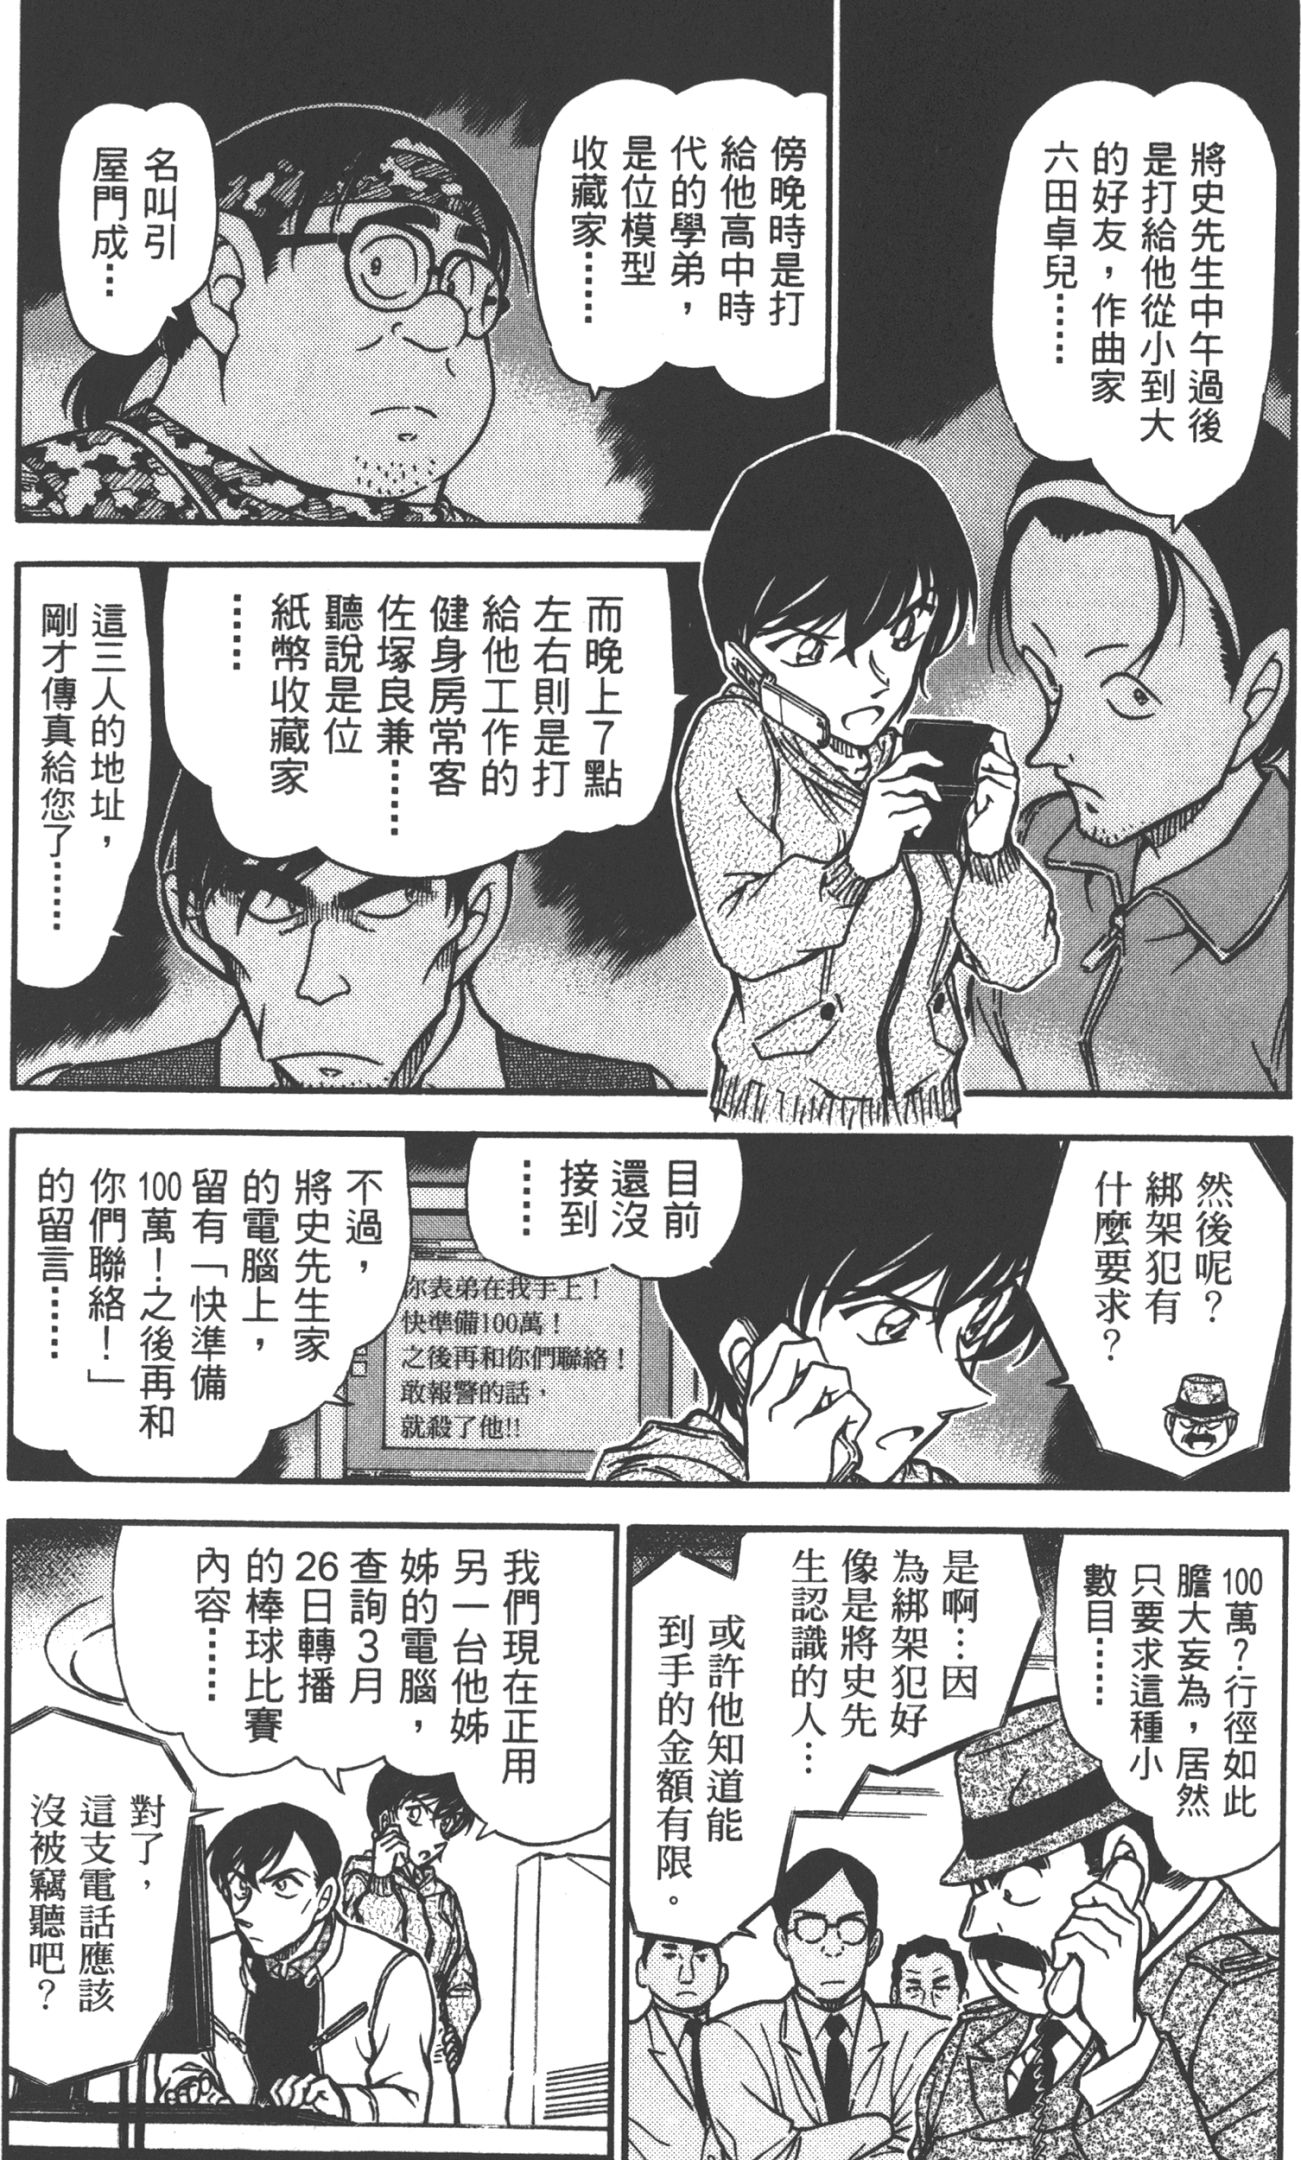 將史先生中午過後
是打給他從小到大
的好友，作曲家
六田卓兒……
傍晚時是打
給他高中時
代的學弟，
是位模型
收藏家……
名叫引
屋門成…
而晚上7點
左右則是打
給他工作的
健身房常客
佐塚良兼……
聽說是位
紙幣收藏家
……
這三人的地址，
剛才傳真給您了……
然後呢？
綁架犯有
什麼要求？
目前
還沒
接到
……
你表弟在我手上！
快準備100萬！
之後再和你們聯絡！
敢報警的話，
就殺了他!!
不過，
將史先生家
的電腦上，
留有「快準備
100萬！之後再和
你們聯絡！」
的留言……
100萬？行徑如此
膽大妄為，居然
只要求這種小
數目……
是啊…因
為綁架犯好
像是將史先
生認識的人…
或許他知道能
到手的金額有限。
我們現在正用
另一台他姊
姊的電腦，
查詢3月
26日轉播
的棒球比賽
內容……
對了，
這支電話應該
沒被竊聽吧？